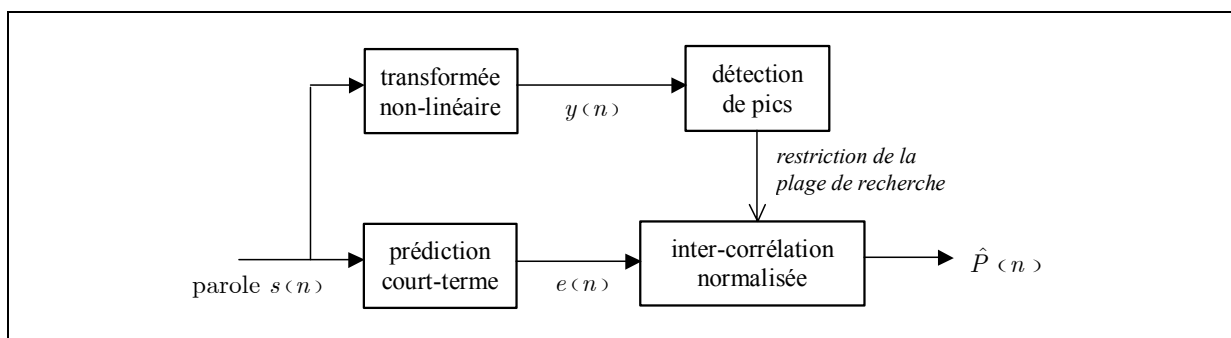 transformée
non-linéaire
y(n)
détection
de pics
restriction de la
plage de recherche
parole s(n)
prédiction
court-terme
e(n)
inter-corrélation
normalisée
P̂(n)